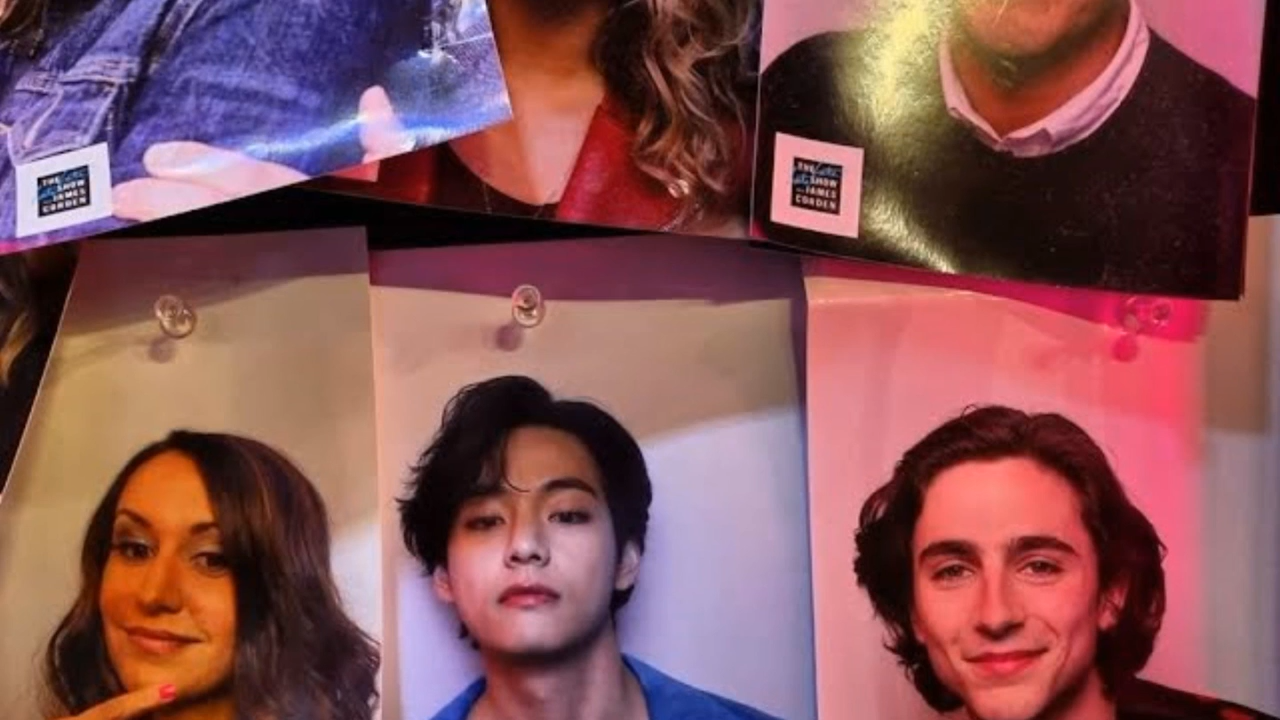 THE Late
Late SHOW
WITH JAMES
CORDEN
THE Late
Late SHOW
WITH JAMES
CORDEN